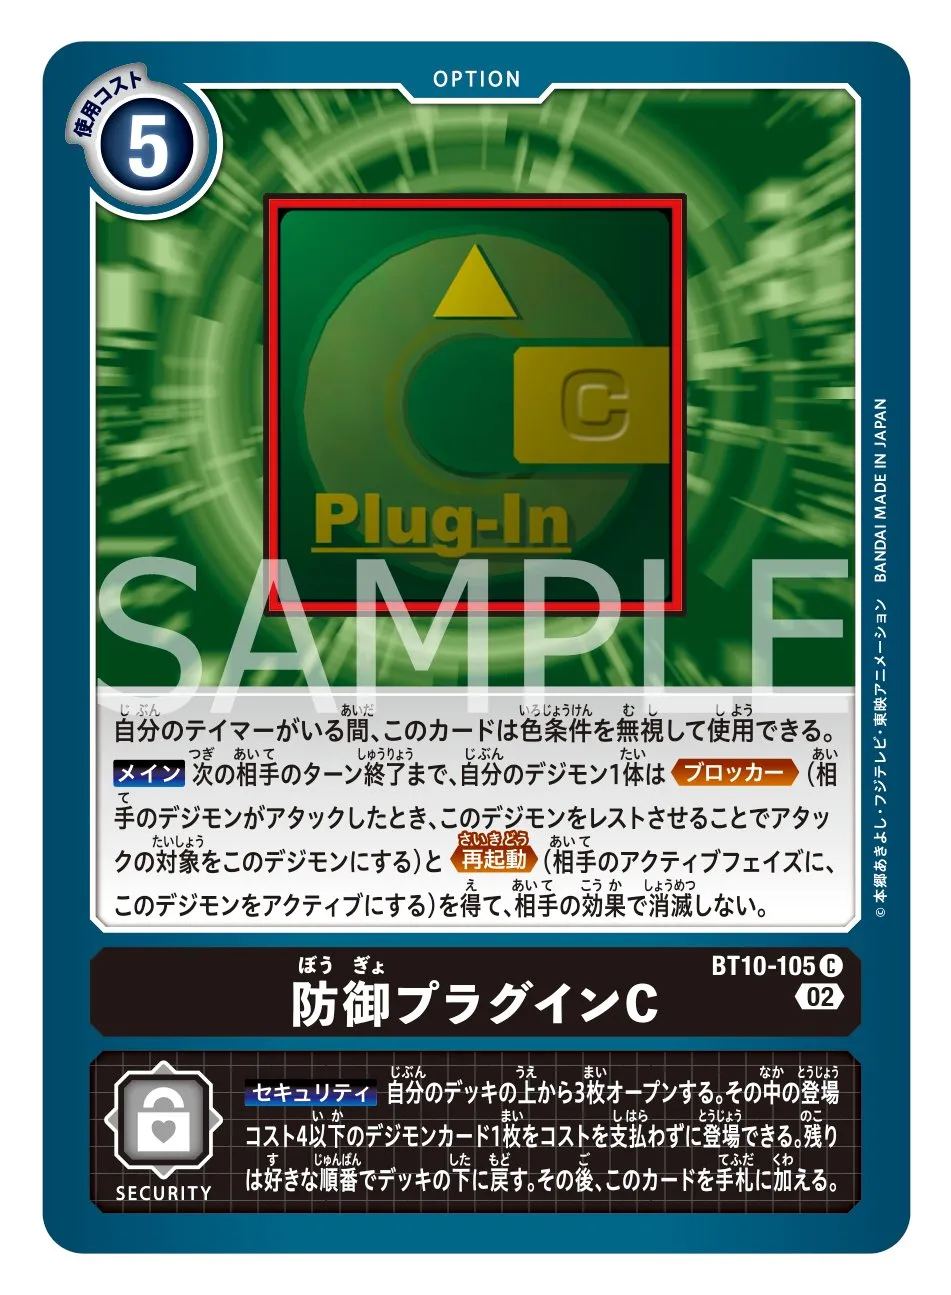 OPTION
使用コスト
5
C
Plug-In
SAMPLE
自分のテイマーがいる間、このカードは色条件を無視して使用できる。
メイン 次の相手のターン終了まで、自分のデジモン1体は ブロッカー (相
手のデジモンがアタックしたとき、このデジモンをレストさせることでアタッ
クの対象をこのデジモンにする)と 再起動 (相手のアクティブフェイズに、
このデジモンをアクティブにする)を得て、相手の効果で消滅しない。
©本郷あきよし・フジテレビ・東映アニメーション BANDAI MADE IN JAPAN
BT10-105 C
02
ぼう ぎょ
防御プラグインC
セキュリティ 自分のデッキの上から3枚オープンする。その中の登場
コスト4以下のデジモンカード1枚をコストを支払わずに登場できる。残り
は好きな順番でデッキの下に戻す。その後、このカードを手札に加える。
SECURITY